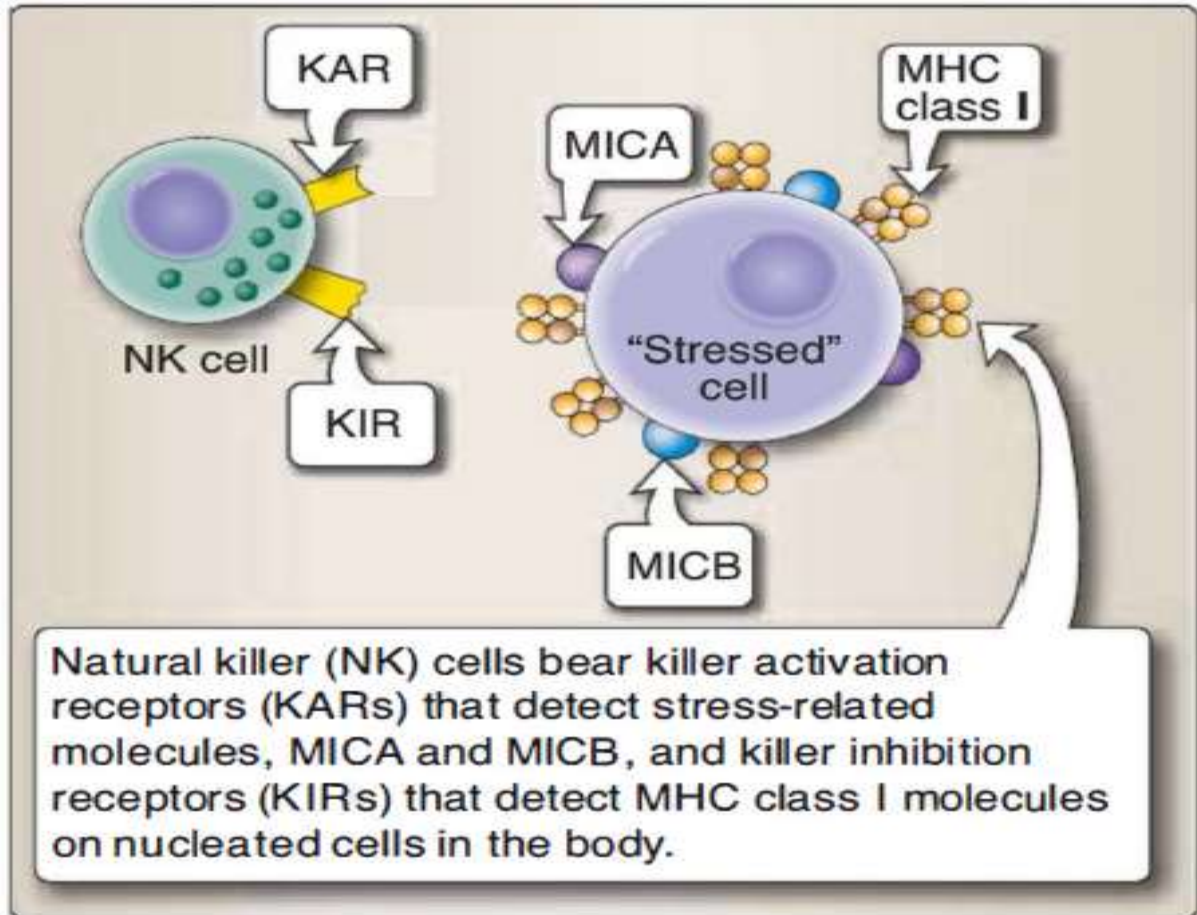 KAR
MHC
class I
MICA
"Stressed"
cell
NK cell
KIR
MICB
Natural killer (NK) cells bear killer activation
receptors (KARs) that detect stress-related
molecules, MICA and MICB, and killer inhibition
receptors (KIRs) that detect MHC class I molecules
on nucleated cells in the body.